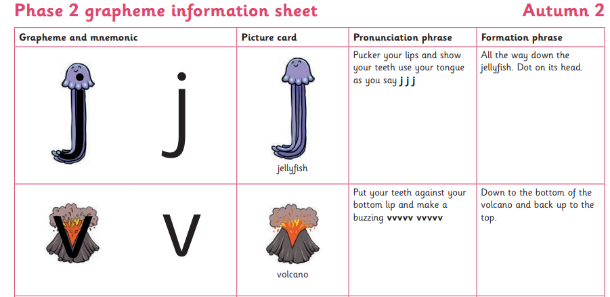 Phase 2 grapheme information sheet
Autumn 2
Grapheme and mnemonic
Picture card
Pronunciation phrase
Formation phrase
j
j
jellyfish
Pucker your lips and show
your teeth use your tongue
as you say j j j
All the way down the
jellyfish. Dot on its head.
v
v
volcano
Put your teeth against your
bottom lip and make a
buzzing vvvvv vvvvv
Down to the bottom of the
volcano and back up to the
top.